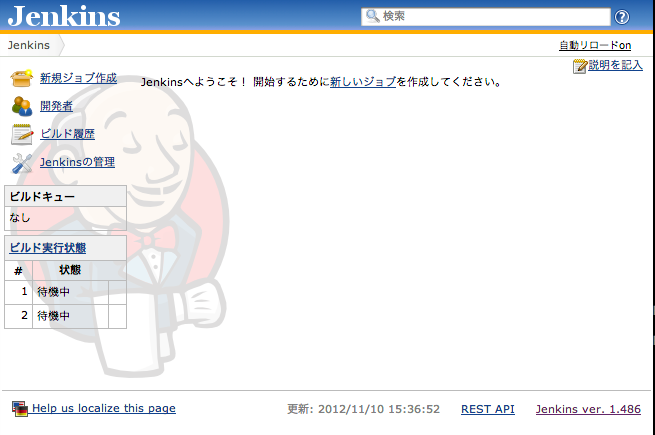 Jenkins
検索
Jenkins
自動リロードon
説明を記入
新規ジョブ作成
Jenkinsへようこそ！ 開始するために新しいジョブを作成してください。
開発者
ビルド履歴
Jenkinsの管理
ビルドキュー
なし
ビルド実行状態
# 状態
1 待機中
2 待機中
Help us localize this page 更新: 2012/11/10 15:36:52 REST API Jenkins ver. 1.486